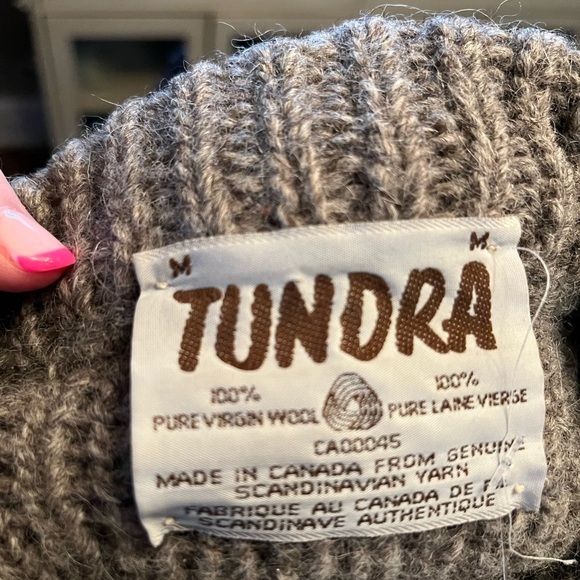 M M
TUNDRA
100% 100%
PURE VIRGIN WOOL PURE LAINE VIERGE
CA00045
MADE IN CANADA FROM GENUINE
SCANDINAVIAN YARN
FABRIQUE AU CANADA DE
SCANDINAVE AUTHENTIQUE